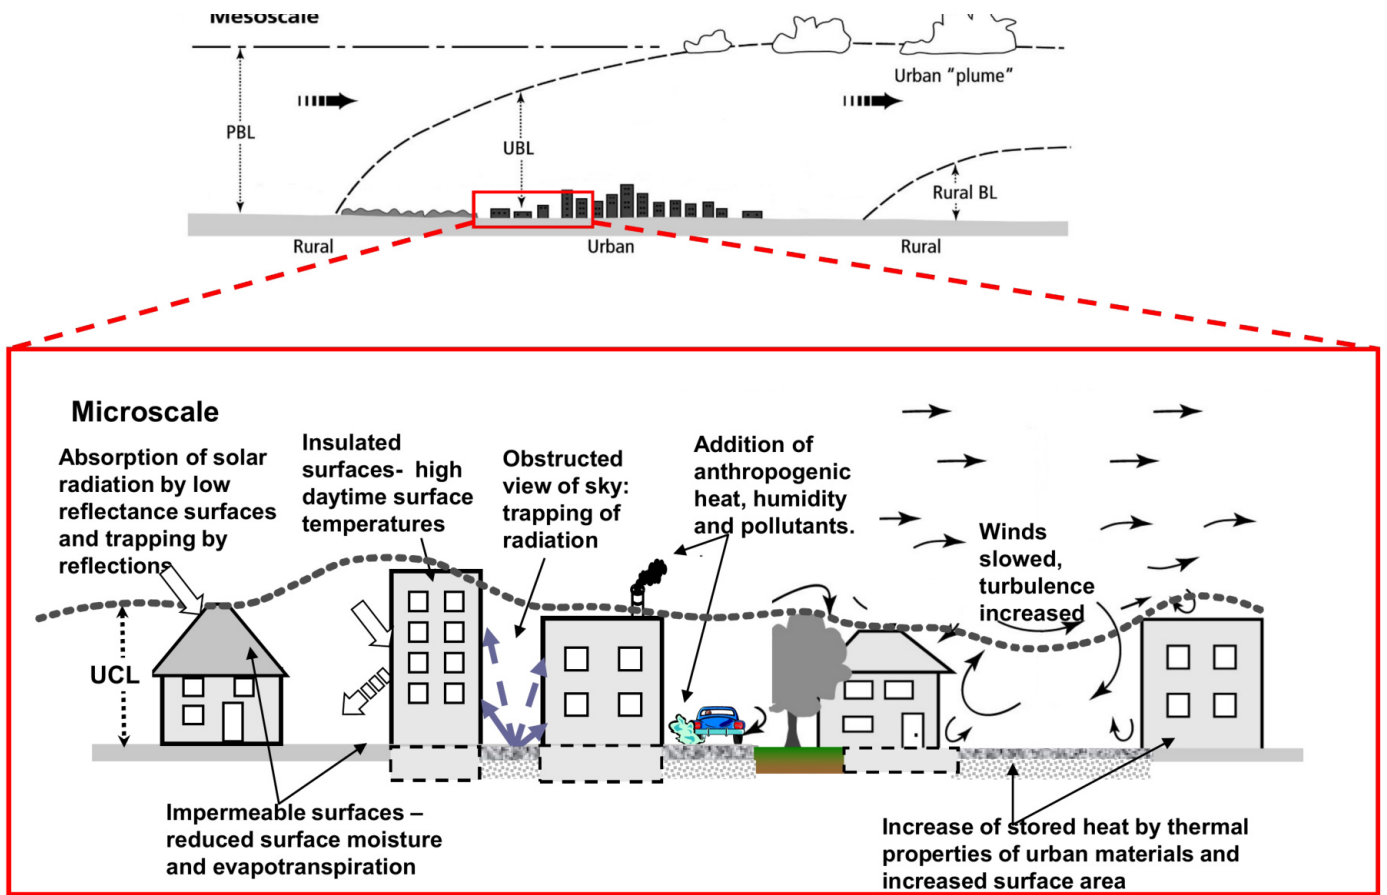 Mesoscale
Urban "plume"
PBL
UBL
Rural BL
Rural
Urban
Rural
Microscale
Absorption of solar
radiation by low
reflectance surfaces
and trapping by
reflections
Insulated
surfaces- high
daytime surface
temperatures
Obstructed
view of sky:
trapping of
radiation
Addition of
anthropogenic
heat, humidity
and pollutants.
Winds
slowed,
turbulence
increased
UCL
Impermeable surfaces –
reduced surface moisture
and evapotranspiration
Increase of stored heat by thermal
properties of urban materials and
increased surface area